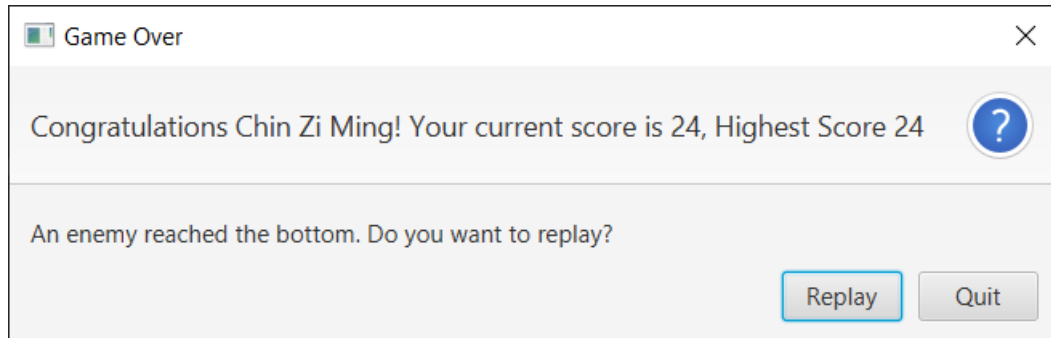 Game Over
Congratulations Chin Zi Ming! Your current score is 24, Highest Score 24
An enemy reached the bottom. Do you want to replay?
Replay Quit